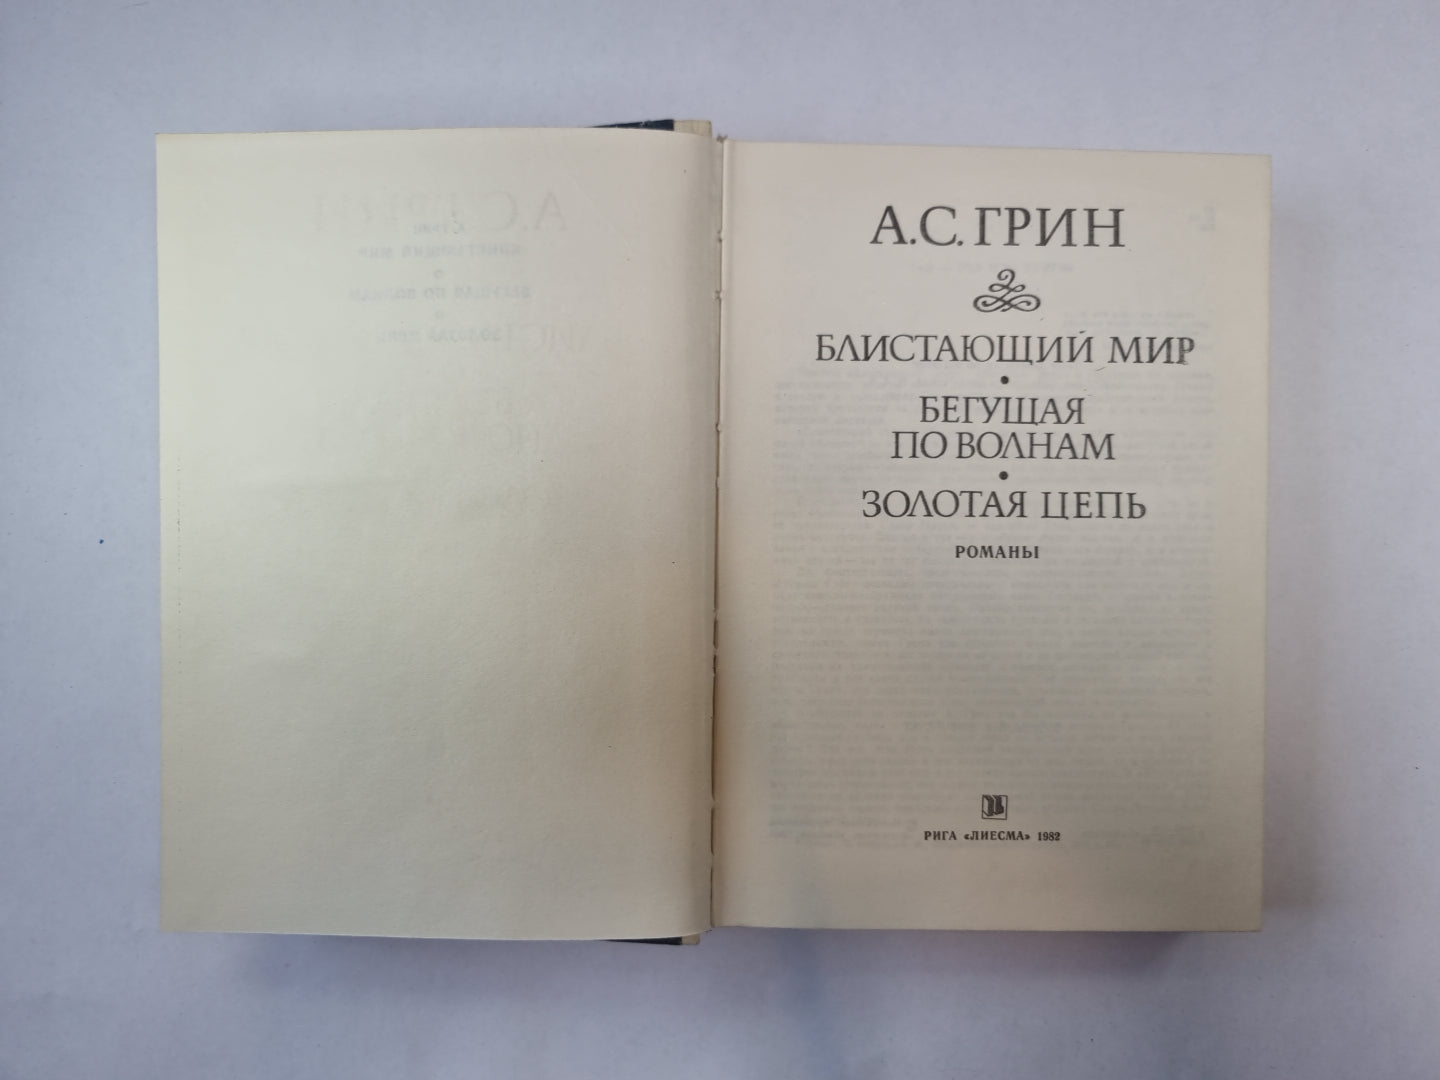 А.С. ГРИН
БЛИСТАЮЩИЙ МИР
•
БЕГУЩАЯ
ПО ВОЛНАМ
•
ЗОЛОТАЯ ЦЕПЬ
РОМАНЫ
РИГА «ЛИЕСМА» 1982